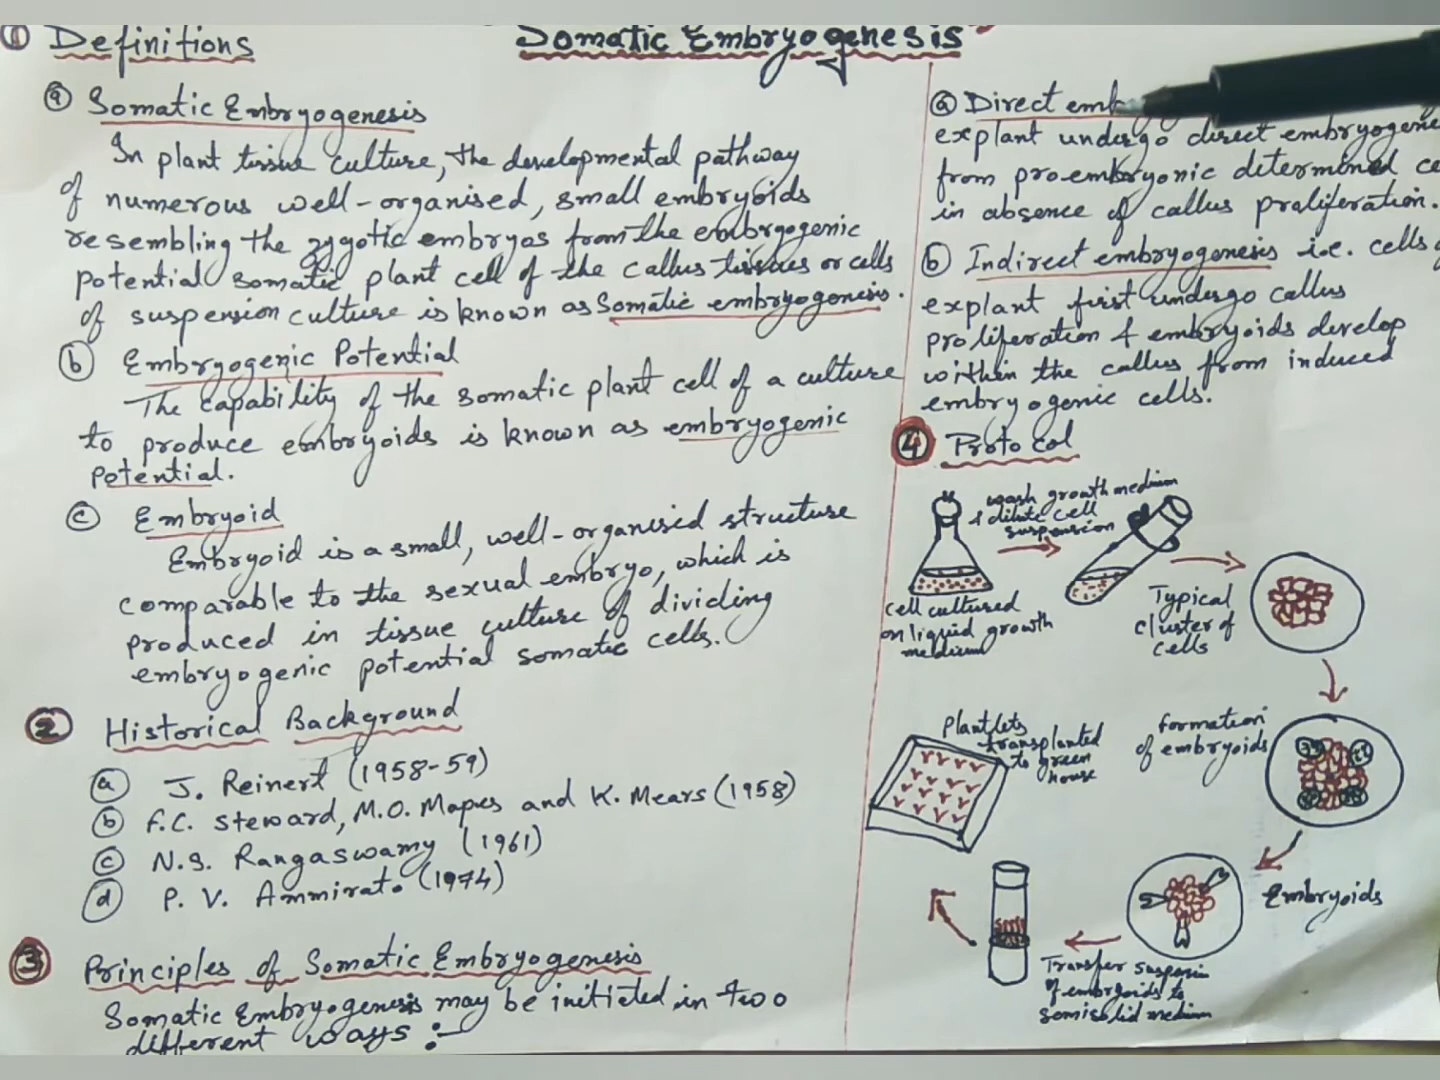 Somatic Embryogenesis
① Definitions
ⓐ Somatic Embryogenesis
In plant tissue culture, the developmental pathway
of numerous well-organised, small embryoids
resembling the zygotic embryos from the embryogenic
potential somatic plant cell of the callus tissues or cells
of suspension culture is known as Somatic embryogenesis.
ⓑ Embryogenic Potential
The capability of the somatic plant cell of a culture
to produce embryoids is known as embryogenic
potential.
ⓒ Embryoid
Embryoid is a small, well-organised structure
comparable to the sexual embryo, which is
produced in tissue culture of dividing
embryogenic potential somatic cells.
② Historical Background
ⓐ J. Reinert (1958-59)
ⓑ F.C. Steward, M.O. Mapes and K. Mears (1958)
ⓒ N.S. Rangaswamy (1961)
ⓓ P. V. Ammirato (1974)
③ Principles of Somatic Embryogenesis
Somatic Embryogenesis may be initicted in two
different ways :-
ⓐ Direct
explant undergo direct
from proembryonic determined
in absence of callus proliferation.
ⓑ Indirect embryogenesis i.e. cells
explant first undergo callus
proliferation & embryoids develop
within the callus from induced
embryogenic cells.
④ Protocol
wash growth medium
& dilute cell
suspension
cell cultured
on liquid growth
medium
Typical
cluster of
cells
formation
of embryoids
Plantlets
transplanted
to green
house
Embryoids
Transfer
of embryoids to
semisolid medium